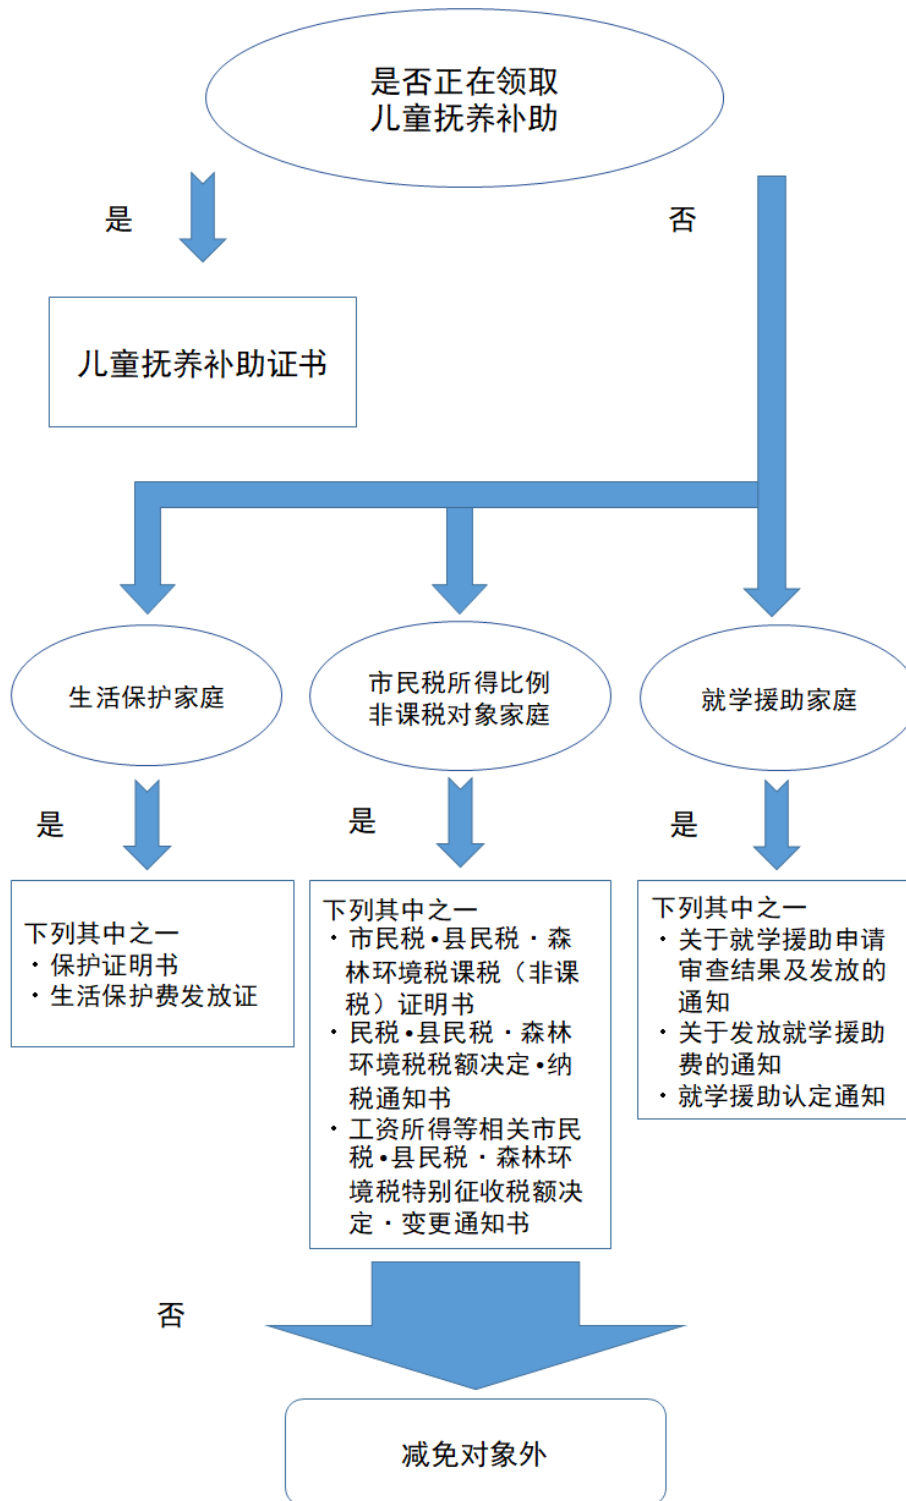 是否正在领取
儿童抚养补助
是
否
儿童抚养补助证书
生活保护家庭
市民税所得比例
非课税对象家庭
就学援助家庭
是
是
是
下列其中之一
・保护证明书
・生活保护费发放证
下列其中之一
・市民税•县民税・森
林环境税课税（非课
税）证明书
・民税•县民税・森林
环境税税额决定•纳
税通知书
・工资所得等相关市民
税•县民税・森林环
境税特别征收税额决
定・变更通知书
下列其中之一
・关于就学援助申请
审查结果及发放的
通知
・关于发放就学援助
费的通知
・就学援助认定通知
否
减免对象外